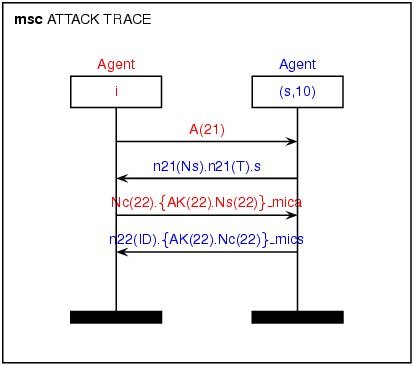 msc ATTACK TRACE
Agent Agent
i (s,10)
A(21)
n21(Ns).n21(T).s
Nc(22).{AK(22).Ns(22)}_mica
n22(ID).{AK(22).Nc(22)}_mics